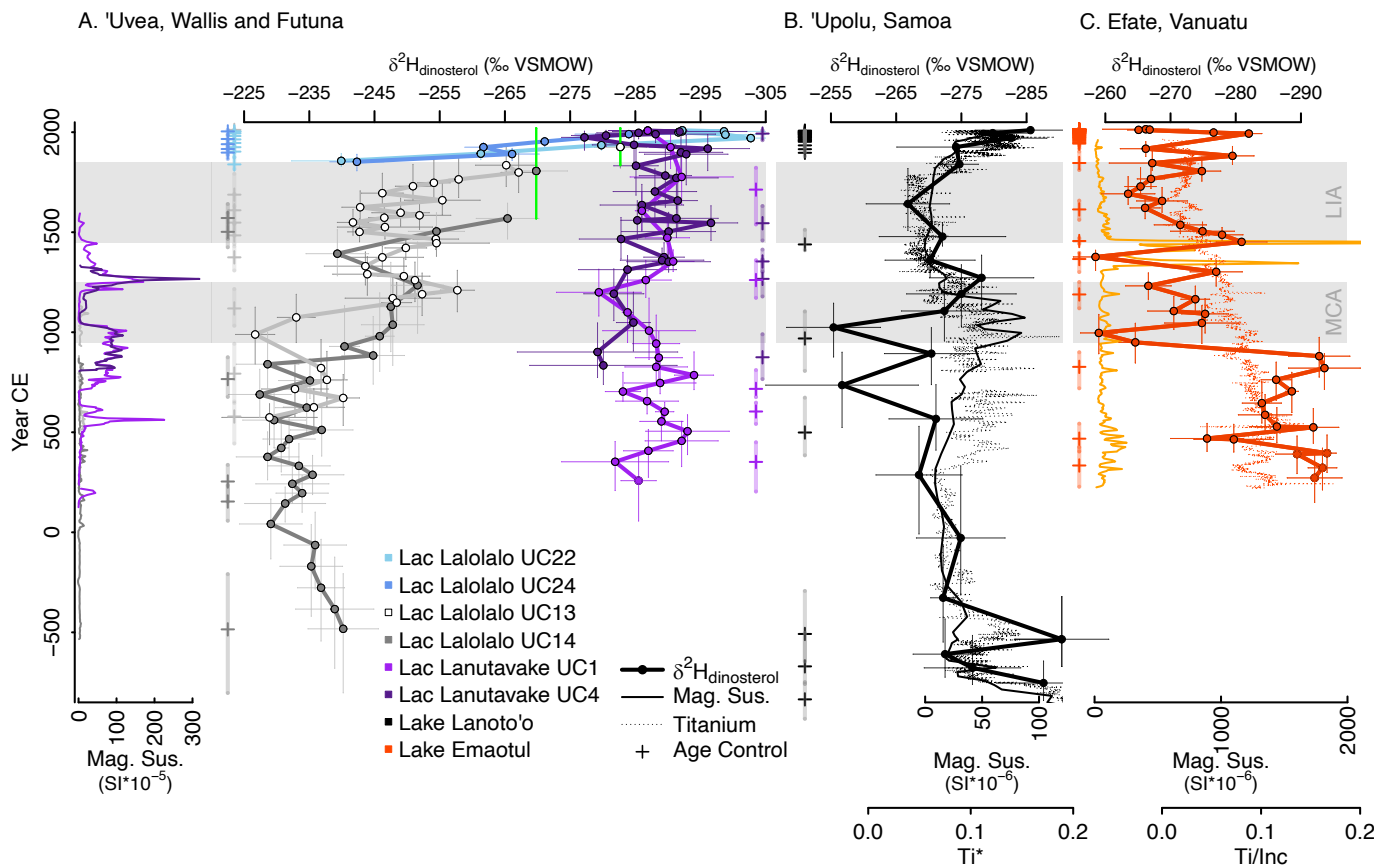 A. 'Uvea, Wallis and Futuna
B. 'Upolu, Samoa
C. Efate, Vanuatu
δ²H_dinosterol (‰ VSMOW)
δ²H_dinosterol (‰ VSMOW)
δ²H_dinosterol (‰ VSMOW)
−225 −235 −245 −255 −265 −275 −285 −295 −305
−255 −265 −275 −285
−260 −270 −280 −290
Year CE
2000
1500
1000
500
0
−500
LIA
MCA
Lac Lalolalo UC22
Lac Lalolalo UC24
Lac Lalolalo UC13
Lac Lalolalo UC14
Lac Lanutavake UC1
Lac Lanutavake UC4
Lake Lanoto'o
Lake Emaotul
δ²H_dinosterol
Mag. Sus.
Titanium
Age Control
0 100 200 300
Mag. Sus.
(SI*10⁻⁵)
0 50 100
Mag. Sus.
(SI*10⁻⁶)
0 1000 2000
Mag. Sus.
(SI*10⁻⁶)
0.0 0.1 0.2
Ti*
0.0 0.1 0.2
Ti/Inc